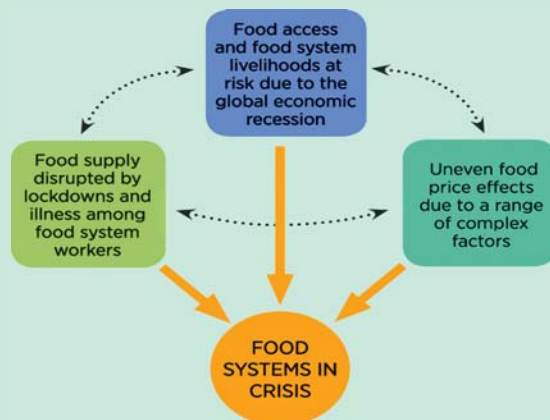 Food access
and food system
livelihoods at
risk due to the
global economic
recession
Food supply
disrupted by
lockdowns and
illness among
food system
workers
Uneven food
price effects
due to a range
of complex
factors
FOOD
SYSTEMS IN
CRISIS